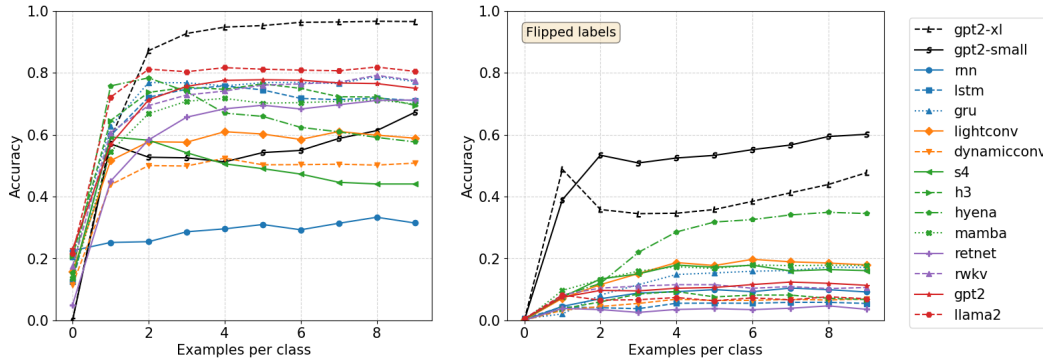 1.0
0.8
0.6
0.4
0.2
0.0
Accuracy
0 2 4 6 8
Examples per class
Flipped labels
1.0
0.8
0.6
0.4
0.2
0.0
Accuracy
0 2 4 6 8
Examples per class
gpt2-xl
gpt2-small
rnn
lstm
gru
lightconv
dynamicconv
s4
h3
hyena
mamba
retnet
rwkv
gpt2
llama2